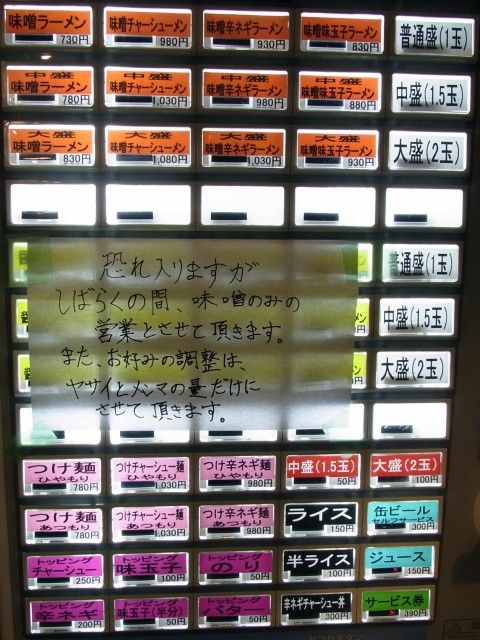 味噌ラーメン 730円
味噌チャーシューメン 980円
味噌辛ネギラーメン 930円
味噌味玉子ラーメン 830円
普通盛(1玉)
中盛 味噌ラーメン 780円
中盛 味噌チャーシューメン 1,030円
中盛 味噌辛ネギラーメン 980円
中盛 味噌味玉子ラーメン 880円
中盛(1.5玉)
大盛 味噌ラーメン 830円
大盛 味噌チャーシューメン 1,080円
大盛 味噌辛ネギラーメン 1,030円
大盛 味噌味玉子ラーメン 930円
大盛(2玉)
恐れ入りますが
しばらくの間、味噌のみの
営業とさせて頂きます。
また、お好みの調整は、
ヤサイとメンマの量だけに
させて頂きます。
普通盛(1玉)
中盛(1.5玉)
大盛(2玉)
つけ麺 ひやもり 780円
つけチャーシュー麺 ひやもり 1,030円
つけ辛ネギ麺 ひやもり 980円
中盛(1.5玉) 50円
大盛(2玉) 100円
つけ麺 あつもり 780円
つけチャーシュー麺 あつもり 1,030円
つけ辛ネギ麺 あつもり 980円
ライス 150円
缶ビール セルフサービス 300円
トッピング チャーシュー 250円
トッピング 味玉子 100円
トッピング のり 50円
半ライス 100円
ジュース 150円
トッピング 辛ネギ 200円
トッピング 味玉子(半分) 50円
トッピング バター 50円
辛ネギチャーシュー丼 300円
サービス券 390円